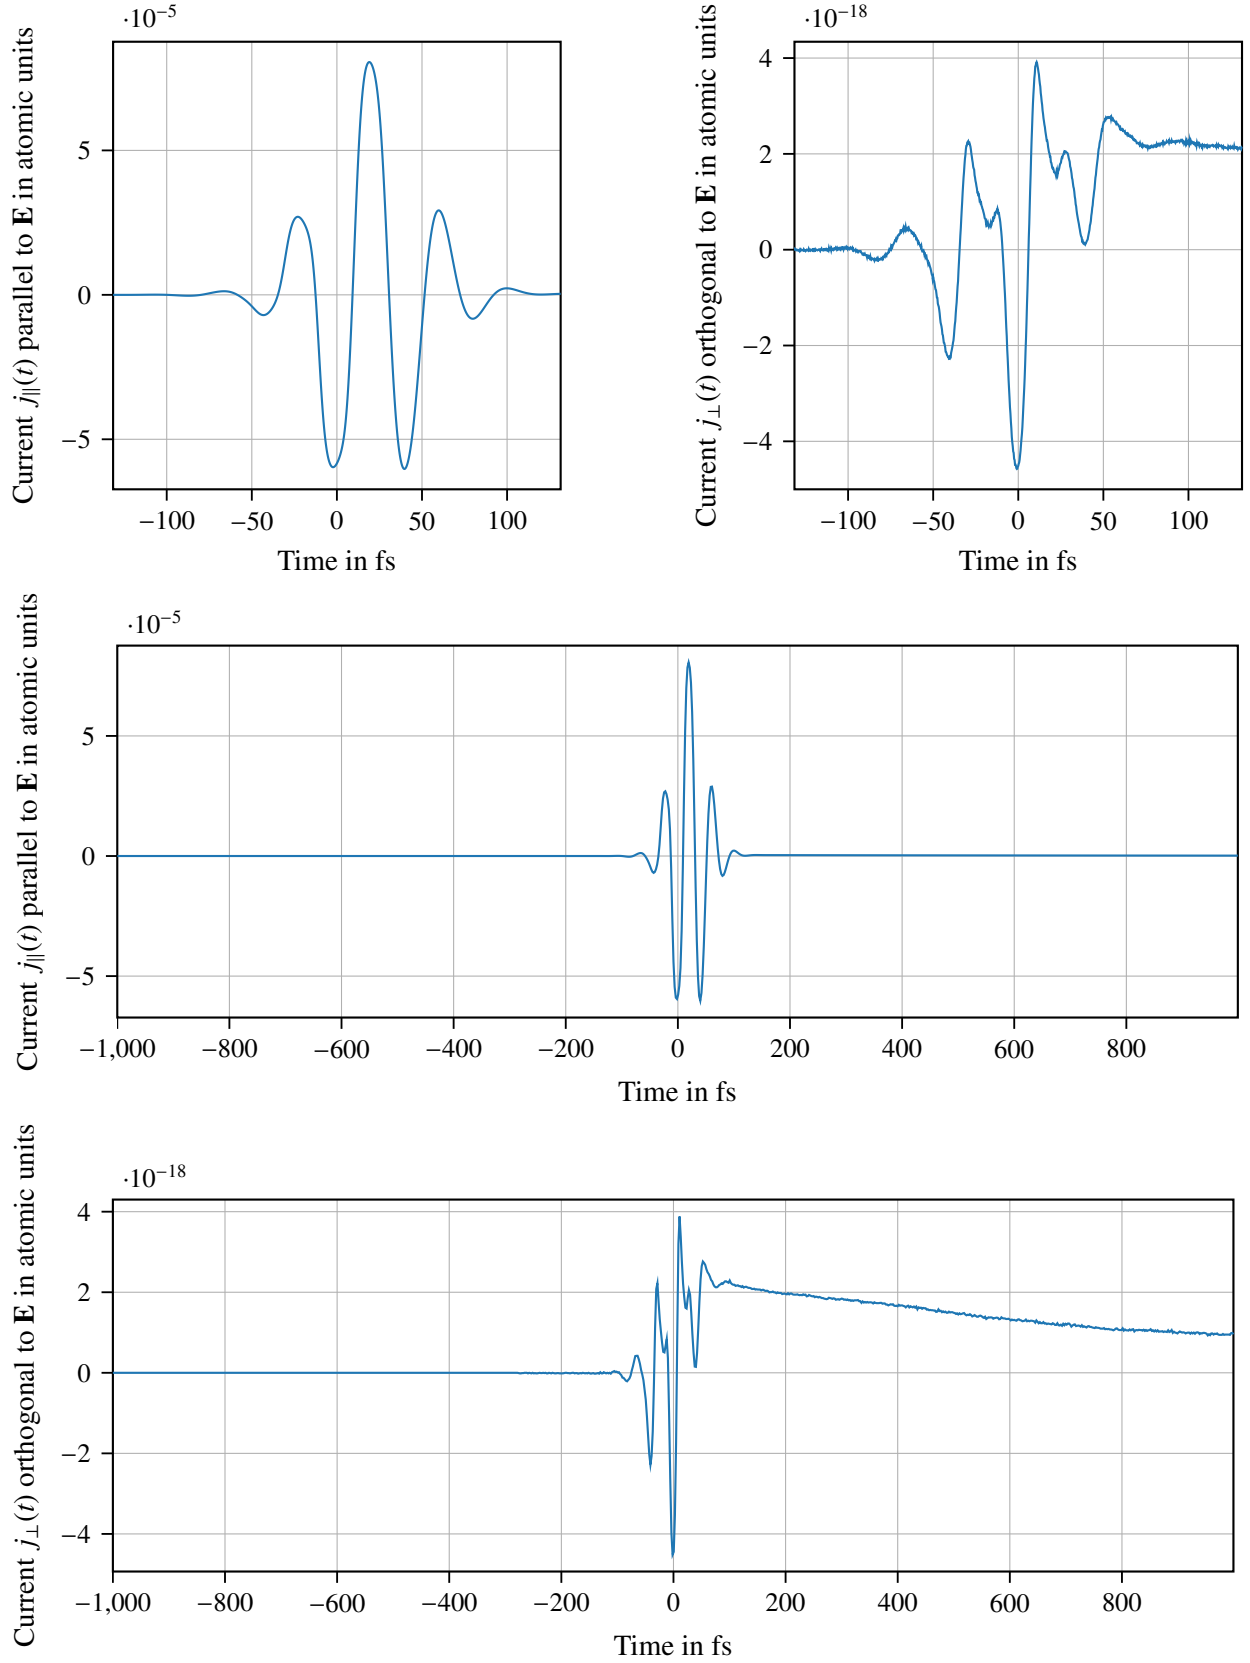 ·10⁻⁵
Current j∥(t) parallel to E in atomic units
5
0
−5
−100 −50 0 50 100
Time in fs
·10⁻¹⁸
Current j⊥(t) orthogonal to E in atomic units
4
2
0
−2
−4
−100 −50 0 50 100
Time in fs
·10⁻⁵
Current j∥(t) parallel to E in atomic units
5
0
−5
−1,000 −800 −600 −400 −200 0 200 400 600 800
Time in fs
·10⁻¹⁸
Current j⊥(t) orthogonal to E in atomic units
4
2
0
−2
−4
−1,000 −800 −600 −400 −200 0 200 400 600 800
Time in fs